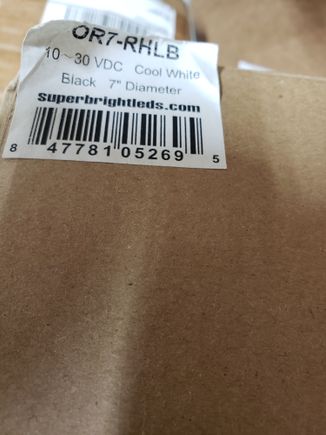 OR7-RHLB
10~30 VDC Cool White
Black 7" Diameter
superbrightleds.com
8 47781 05269 5